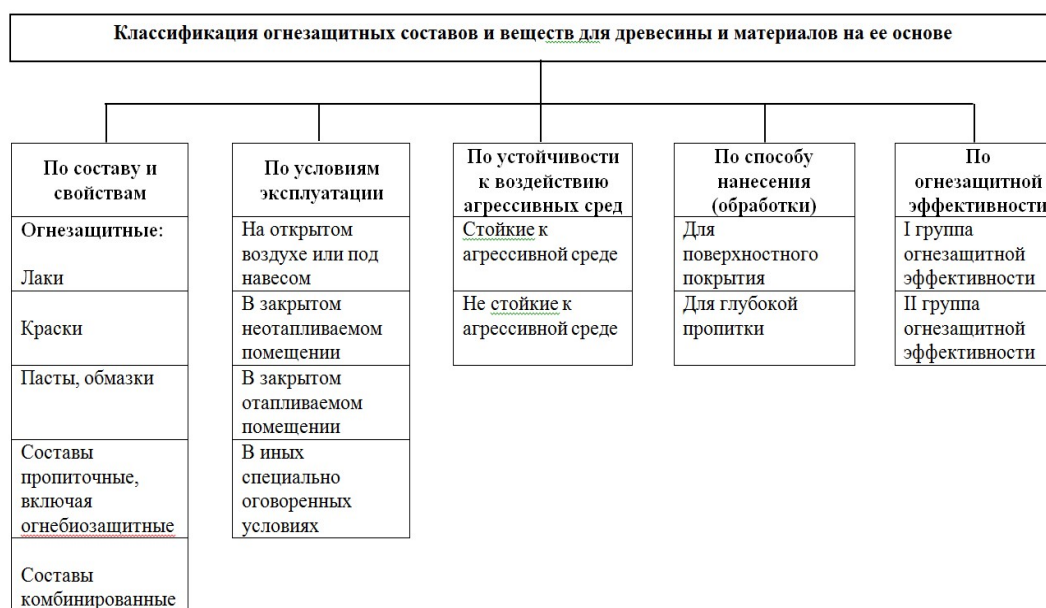 Классификация огнезащитных составов и веществ для древесины и материалов на ее основе
По составу и
свойствам
Огнезащитные:
Лаки
Краски
Пасты, обмазки
Составы
пропиточные,
включая
огнебиозащитные
Составы
комбинированные
По условиям
эксплуатации
На открытом
воздухе или под
навесом
В закрытом
неотапливаемом
помещении
В закрытом
отапливаемом
помещении
В иных
специально
оговоренных
условиях
По устойчивости
к воздействию
агрессивных сред
Стойкие к
агрессивной среде
Не стойкие к
агрессивной среде
По способу
нанесения
(обработки)
Для
поверхностного
покрытия
Для глубокой
пропитки
По
огнезащитной
эффективности
I группа
огнезащитной
эффективности
II группа
огнезащитной
эффективности